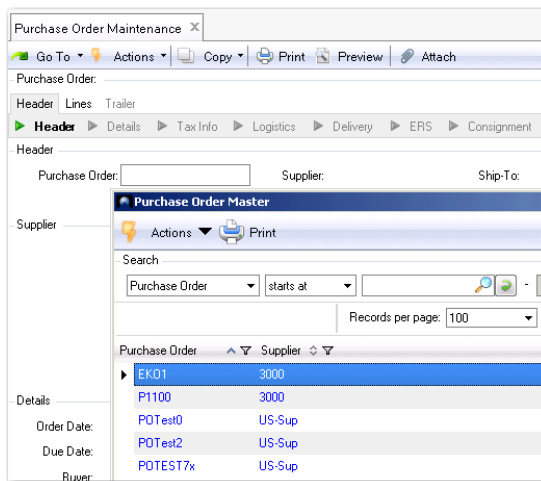 Purchase Order Maintenance X
Go To Actions Copy Print Preview Attach
Purchase Order:
Header Lines Trailer
Header Details Tax Info Logistics Delivery ERS Consignment
Header
Purchase Order: Supplier: Ship-To:
Purchase Order Master
Supplier
Actions Print
Search
Purchase Order starts at -
Records per page: 100
Purchase Order Supplier
EK01 3000
P1100 3000
Details
POTest0 US-Sup
Order Date:
POTest2 US-Sup
Due Date:
POTEST7x US-Sup
Buyer: